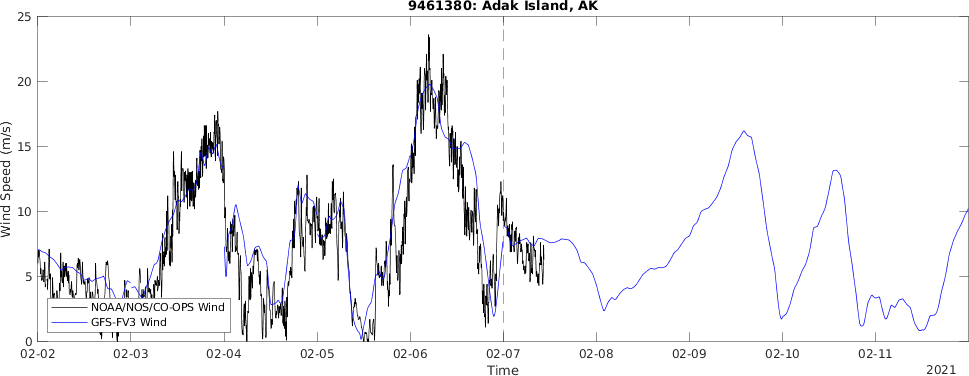 9461380: Adak Island, AK
Wind Speed (m/s)
25
20
15
10
5
0
NOAA/NOS/CO-OPS Wind
GFS-FV3 Wind
02-02 02-03 02-04 02-05 02-06 02-07 02-08 02-09 02-10 02-11
Time
2021